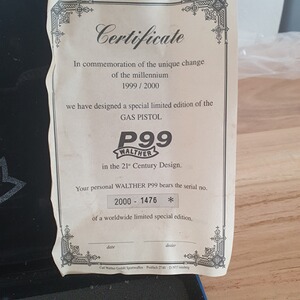 Certificate
In commemoration of the unique change
of the millennium
1999 / 2000
we have designed a special limited edition of the
GAS PISTOL
P99
WALTHER
in the 21st Century Design.
Your personal WALTHER P99 bears the serial no.
2000 - 1476 *
of a worldwide limited special edition.
date dealer